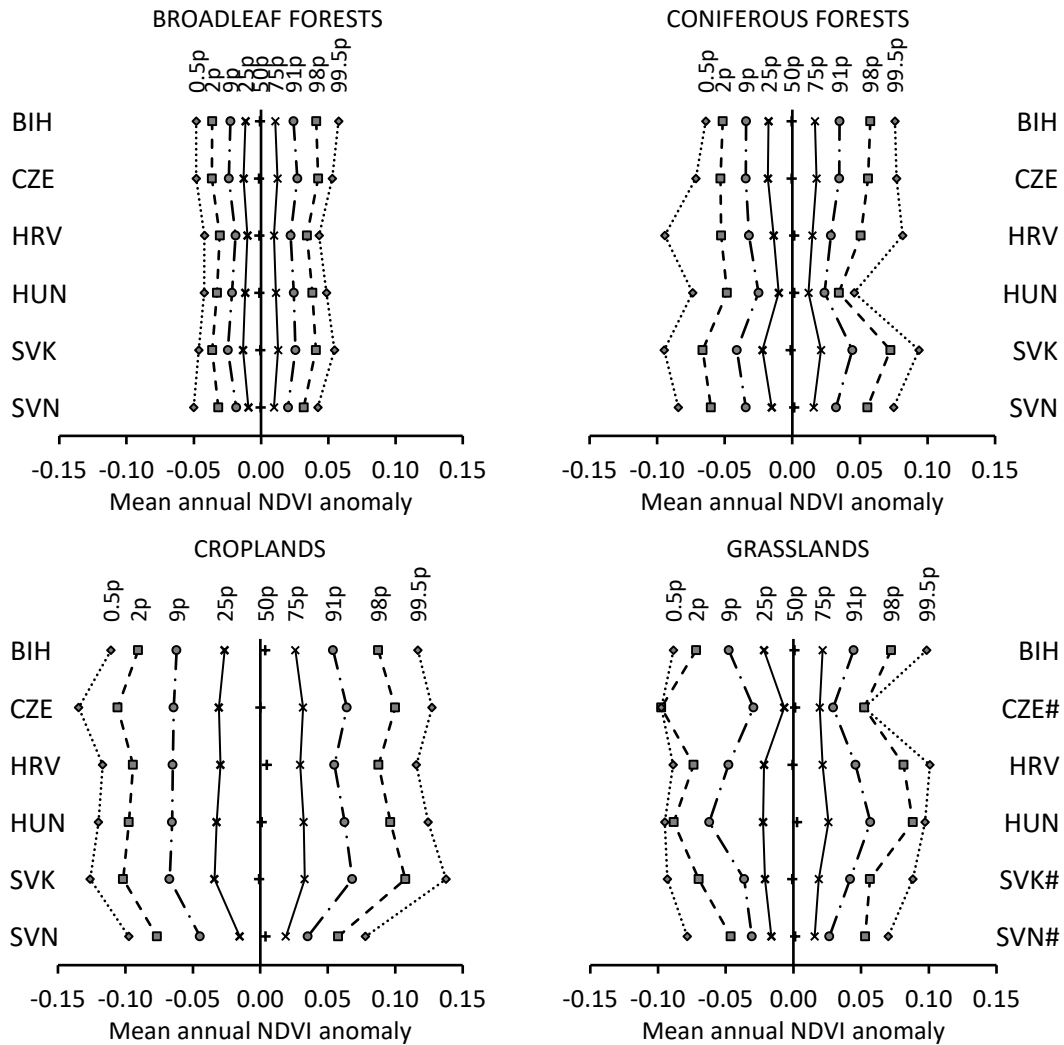 BROADLEAF FORESTS
0.5p 2p 9p 25p 50p 75p 91p 98p 99.5p
BIH
CZE
HRV
HUN
SVK
SVN
-0.15 -0.10 -0.05 0.00 0.05 0.10 0.15
Mean annual NDVI anomaly
CONIFEROUS FORESTS
0.5p 2p 9p 25p 50p 75p 91p 98p 99.5p
BIH
CZE
HRV
HUN
SVK
SVN
-0.15 -0.10 -0.05 0.00 0.05 0.10 0.15
Mean annual NDVI anomaly
CROPLANDS
0.5p 2p 9p 25p 50p 75p 91p 98p 99.5p
BIH
CZE
HRV
HUN
SVK
SVN
-0.15 -0.10 -0.05 0.00 0.05 0.10 0.15
Mean annual NDVI anomaly
GRASSLANDS
0.5p 2p 9p 25p 50p 75p 91p 98p 99.5p
BIH
CZE#
HRV
HUN
SVK#
SVN#
-0.15 -0.10 -0.05 0.00 0.05 0.10 0.15
Mean annual NDVI anomaly